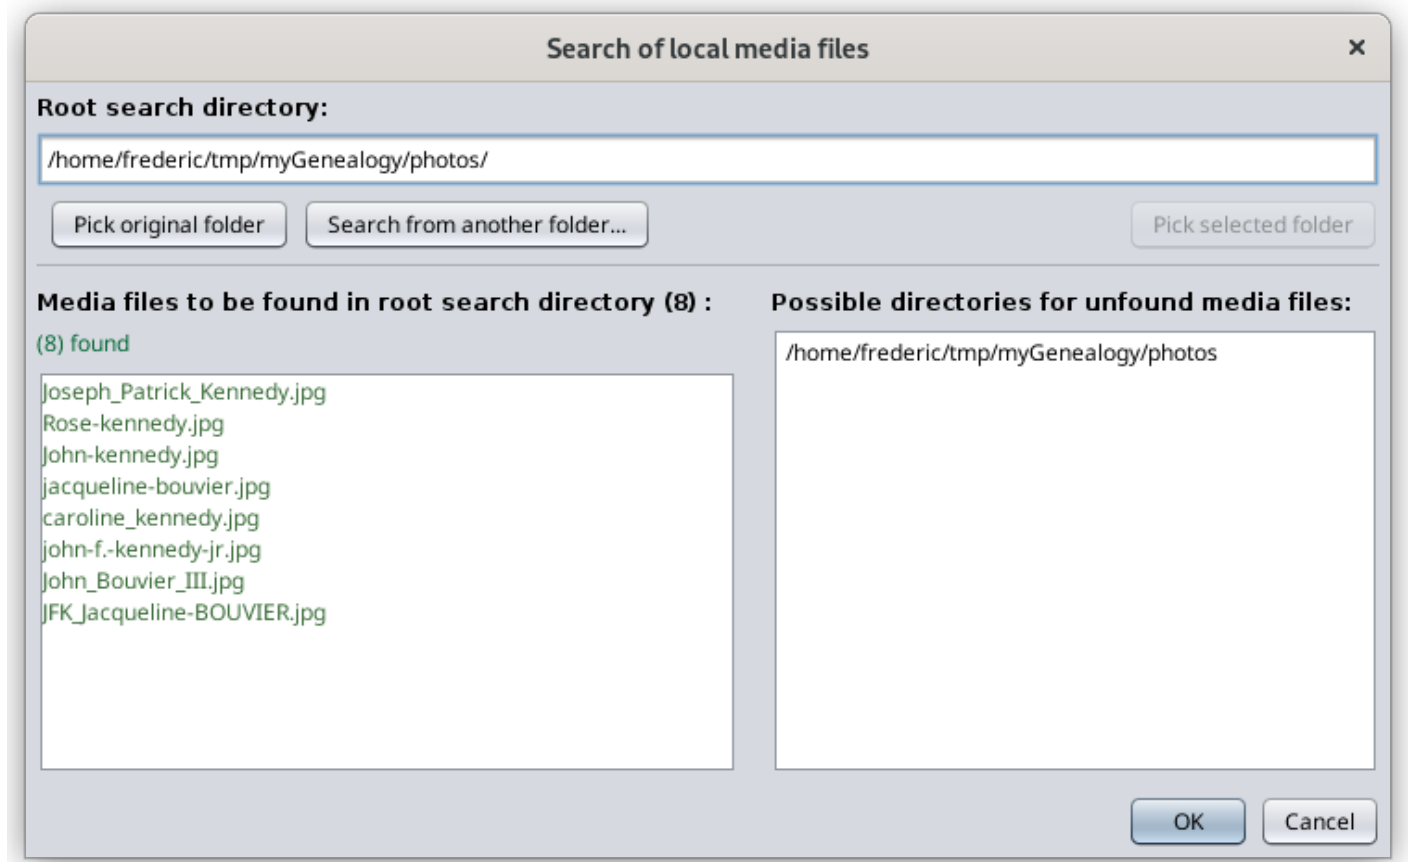 Search of local media files
×
Root search directory:
/home/frederic/tmp/myGenealogy/photos/
Pick original folder
Search from another folder...
Pick selected folder
Media files to be found in root search directory (8) :
(8) found
Joseph_Patrick_Kennedy.jpg
Rose-kennedy.jpg
John-kennedy.jpg
jacqueline-bouvier.jpg
caroline_kennedy.jpg
john-f.-kennedy-jr.jpg
John_Bouvier_III.jpg
JFK_Jacqueline-BOUVIER.jpg
Possible directories for unfound media files:
/home/frederic/tmp/myGenealogy/photos
OK
Cancel